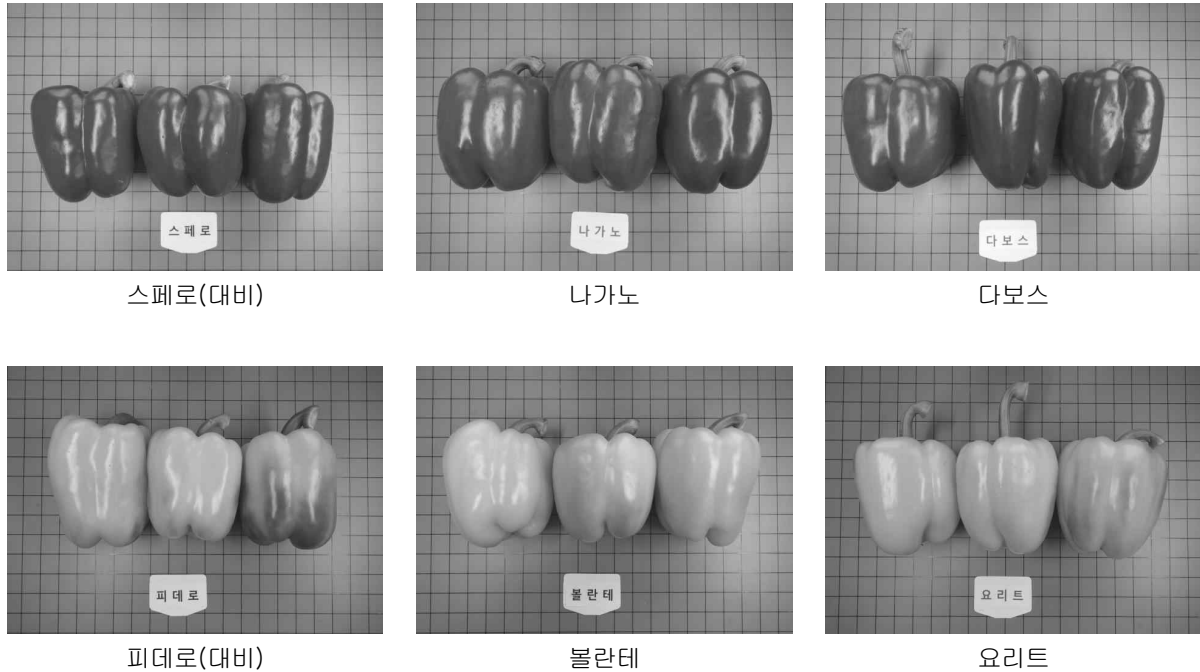 스페로
나가노
다보스
스페로(대비)
나가노
다보스
피데로
볼란테
요리트
피데로(대비)
볼란테
요리트